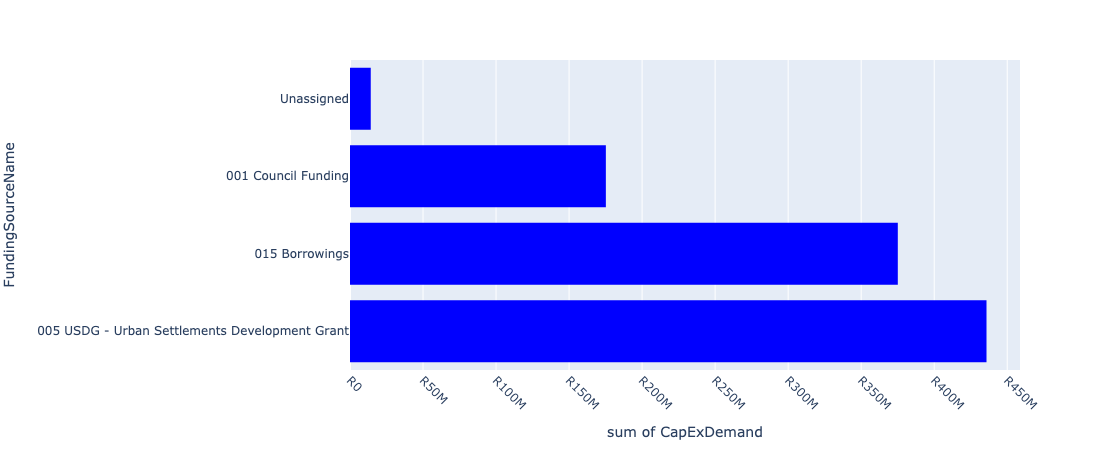 Unassigned
001 Council Funding
015 Borrowings
005 USDG - Urban Settlements Development Grant
FundingSourceName
R0
R50M
R100M
R150M
R200M
R250M
R300M
R350M
R400M
R450M
sum of CapExDemand